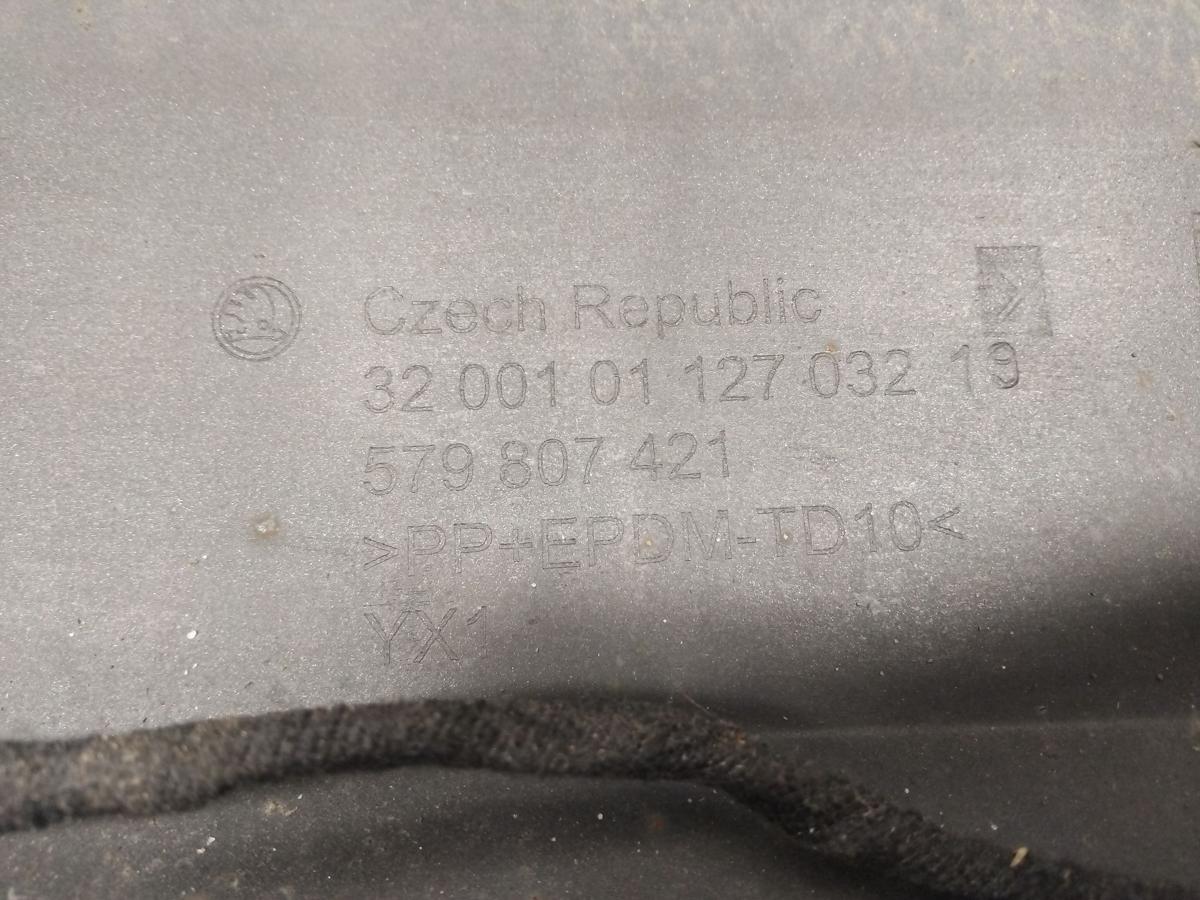 Czech Republic
32 001 01 127 032 19
579 807 421
>PP+EPDM-TD10<
YX1